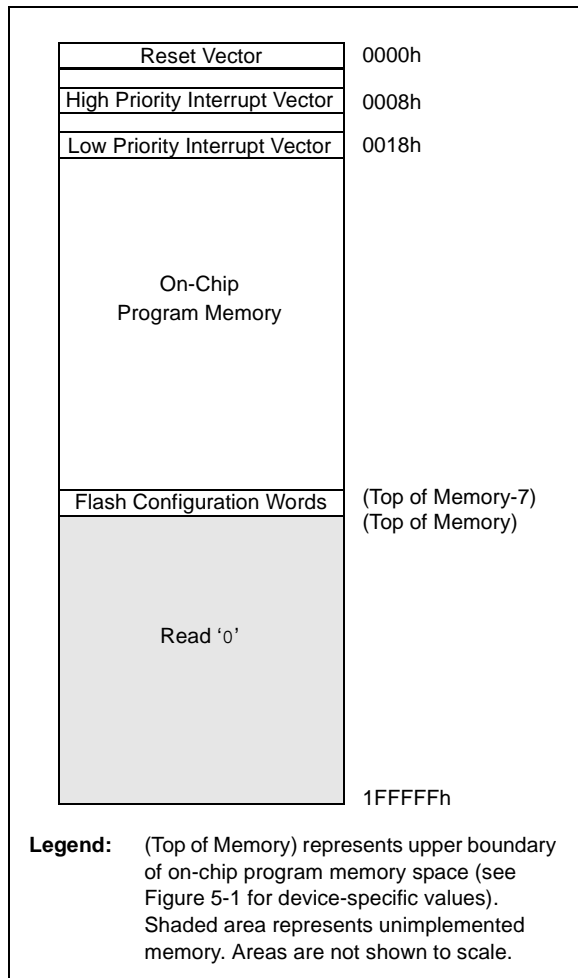 Reset Vector 0000h
High Priority Interrupt Vector 0008h
Low Priority Interrupt Vector 0018h
On-Chip
Program Memory
Flash Configuration Words (Top of Memory-7)
(Top of Memory)
Read ‘0’
1FFFFFh
Legend: (Top of Memory) represents upper boundary
of on-chip program memory space (see
Figure 5-1 for device-specific values).
Shaded area represents unimplemented
memory. Areas are not shown to scale.